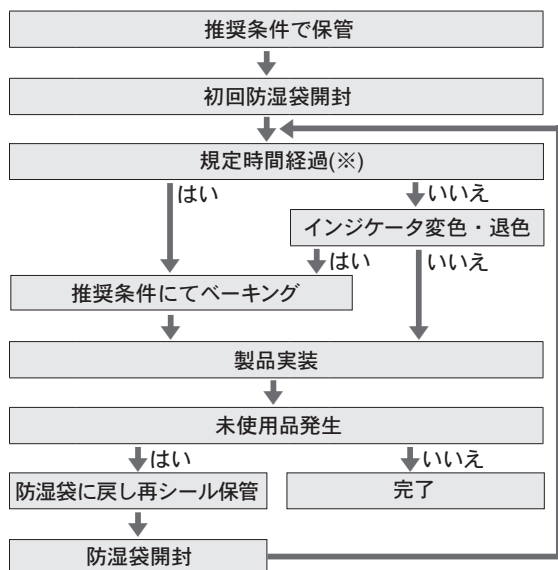 推奨条件で保管
初回防湿袋開封
規定時間経過(※)
はい
いいえ
インジケータ変色・退色
はい
いいえ
推奨条件にてベーキング
製品実装
未使用品発生
はい
いいえ
防湿袋に戻し再シール保管
完了
防湿袋開封